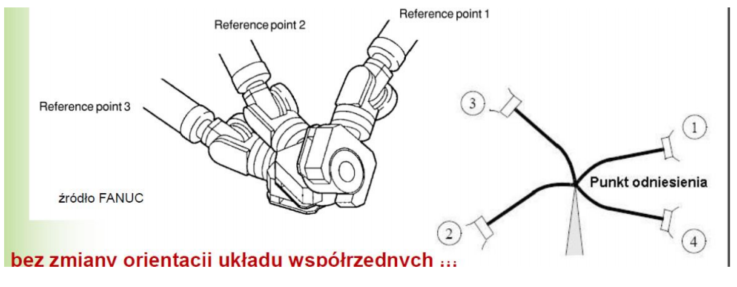 Reference point 1
Reference point 2
Reference point 3
źródło FANUC
3
1
Punkt odniesienia
2
4
bez zmiany orientacji układu współrzędnych ...